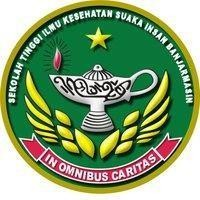 SEKOLAH TINGGI ILMU KESEHATAN SUAKA INSAN BANJARMASIN
IN OMNIBUS CARITAS